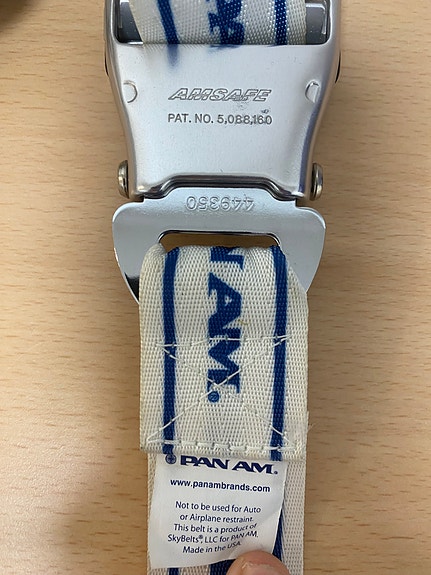 AMSAFE
PAT. NO. 5,088,160
449350
N AM.®
PAN AM.
www.panambrands.com
Not to be used for Auto
or Airplane restraint.
This belt is a product of
SkyBelts® LLC for PAN AM.
Made in the USA.